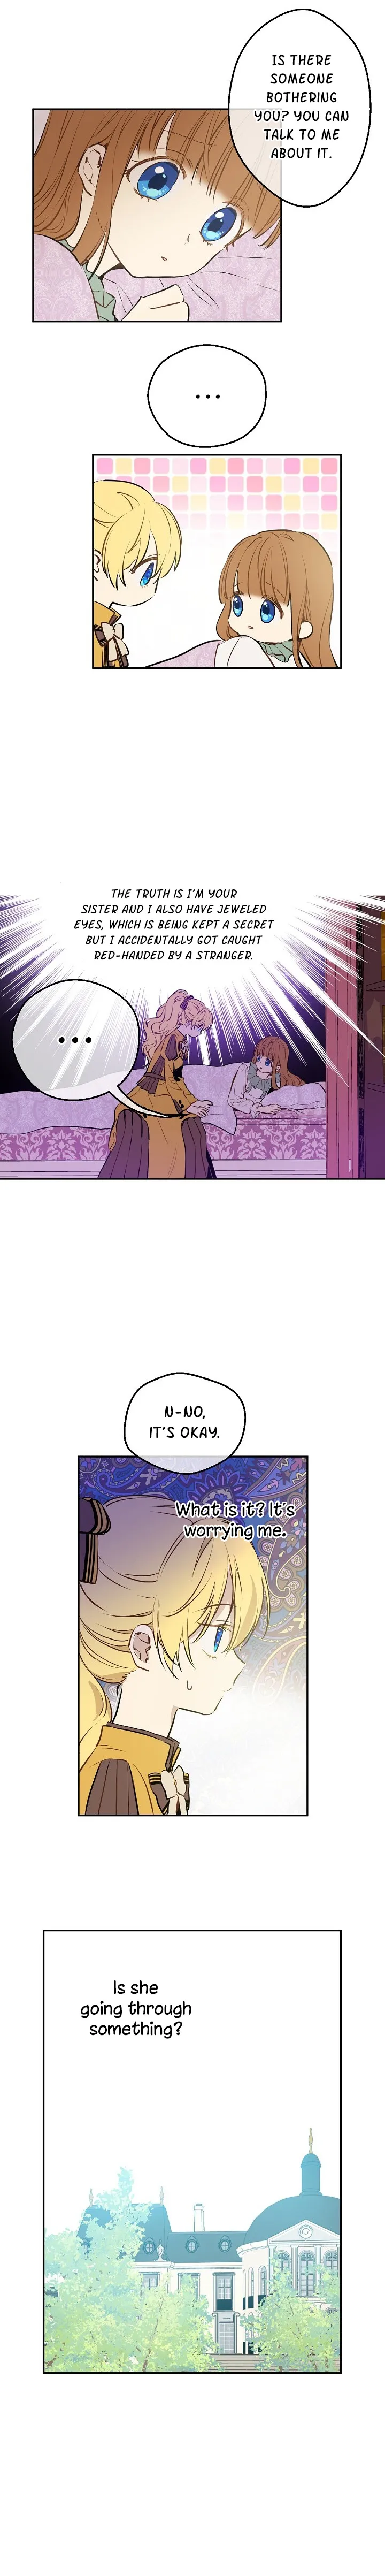 IS THERE
SOMEONE
BOTHERING
YOU? YOU CAN
TALK TO ME
ABOUT IT.
...
THE TRUTH IS I'M YOUR
SISTER AND I ALSO HAVE JEWELED
EYES, WHICH IS BEING KEPT A SECRET
BUT I ACCIDENTALLY GOT CAUGHT
RED-HANDED BY A STRANGER.
...
N-NO,
IT'S OKAY.
What is it? It's
worrying me.
Is she
going through
something?